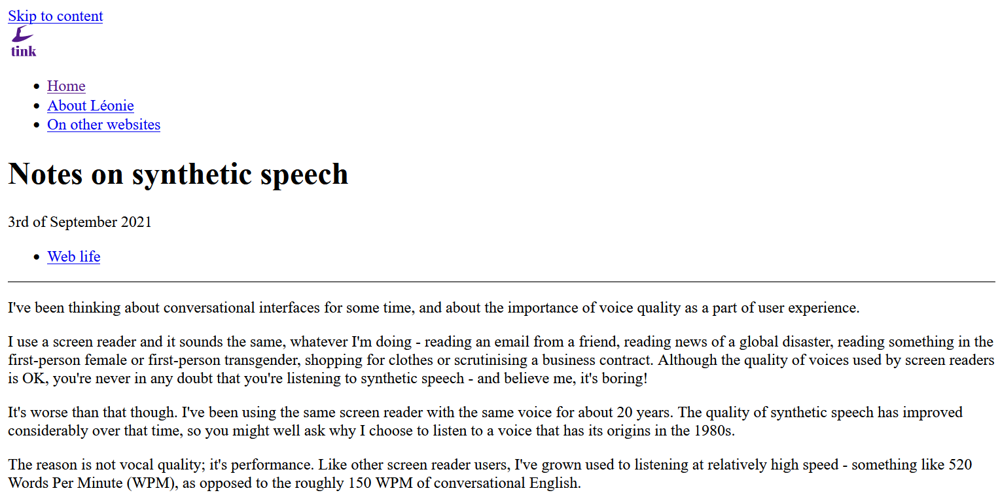 Skip to content
tink
Home
About Léonie
On other websites
Notes on synthetic speech
3rd of September 2021
Web life
I've been thinking about conversational interfaces for some time, and about the importance of voice quality as a part of user experience.
I use a screen reader and it sounds the same, whatever I'm doing - reading an email from a friend, reading news of a global disaster, reading something in the
first-person female or first-person transgender, shopping for clothes or scrutinising a business contract. Although the quality of voices used by screen readers
is OK, you're never in any doubt that you're listening to synthetic speech - and believe me, it's boring!
It's worse than that though. I've been using the same screen reader with the same voice for about 20 years. The quality of synthetic speech has improved
considerably over that time, so you might well ask why I choose to listen to a voice that has its origins in the 1980s.
The reason is not vocal quality; it's performance. Like other screen reader users, I've grown used to listening at relatively high speed - something like 520
Words Per Minute (WPM), as opposed to the roughly 150 WPM of conversational English.